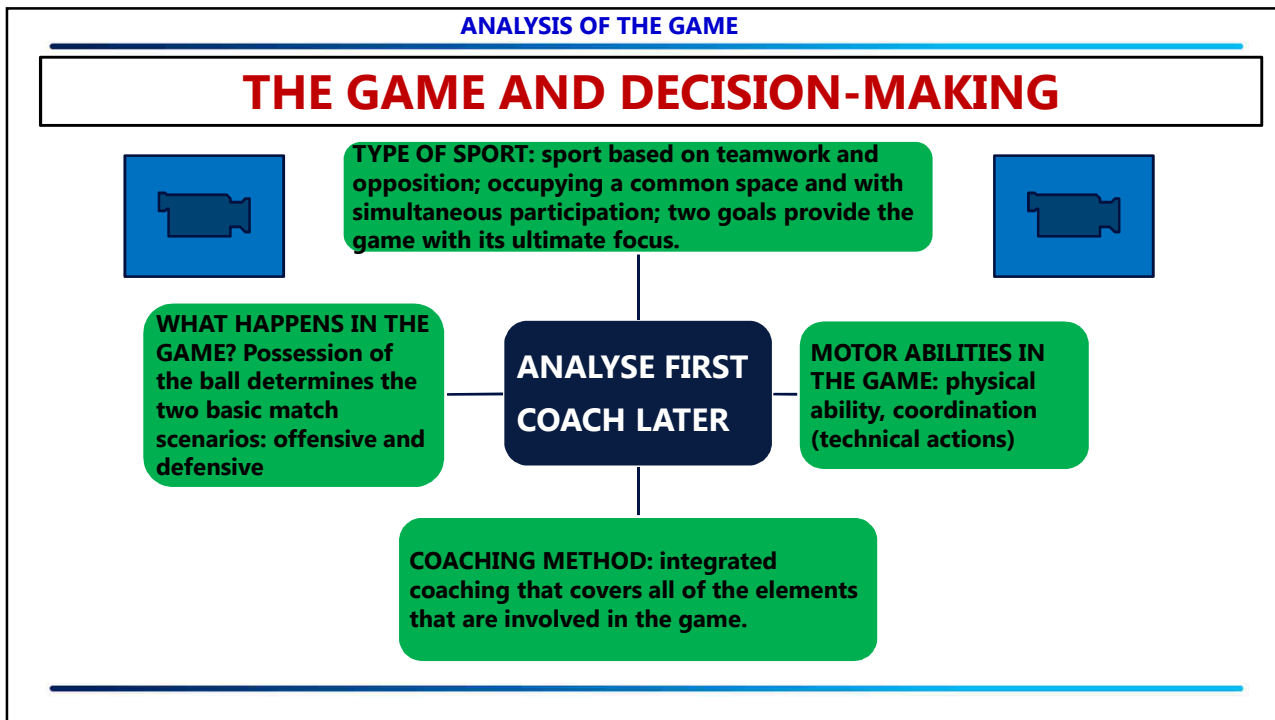 ANALYSIS OF THE GAME
THE GAME AND DECISION-MAKING
TYPE OF SPORT: sport based on teamwork and
opposition; occupying a common space and with
simultaneous participation; two goals provide the
game with its ultimate focus.
WHAT HAPPENS IN THE
GAME? Possession of
the ball determines the
two basic match
scenarios: offensive and
defensive
ANALYSE FIRST
COACH LATER
MOTOR ABILITIES IN
THE GAME: physical
ability, coordination
(technical actions)
COACHING METHOD: integrated
coaching that covers all of the elements
that are involved in the game.